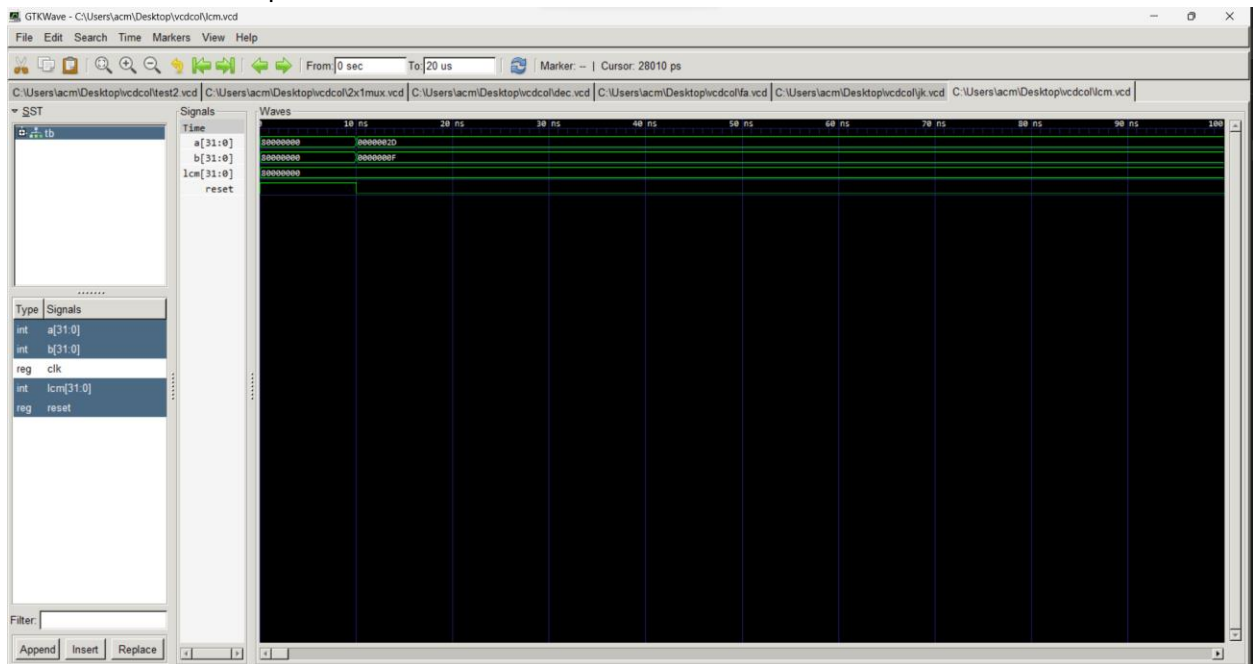 GTKWave - C:\Users\acm\Desktop\vcdcol\lcm.vcd
File Edit Search Time Markers View Help
From: 0 sec To: 20 us Marker: -- | Cursor: 28010 ps
C:\Users\acm\Desktop\vcdcol\test2.vcd C:\Users\acm\Desktop\vcdcol\2x1mux.vcd C:\Users\acm\Desktop\vcdcol\dec.vcd C:\Users\acm\Desktop\vcdcol\fa.vcd C:\Users\acm\Desktop\vcdcol\jk.vcd C:\Users\acm\Desktop\vcdcol\lcm.vcd
SST
tb
Type Signals
int a[31:0]
int b[31:0]
reg clk
int lcm[31:0]
reg reset
Filter:
Append Insert Replace
Signals
Time
a[31:0]
b[31:0]
lcm[31:0]
reset
Waves
10 ns 20 ns 30 ns 40 ns 50 ns 60 ns 70 ns 80 ns 90 ns 100
80000000 0000002D
80000000 0000000F
80000000